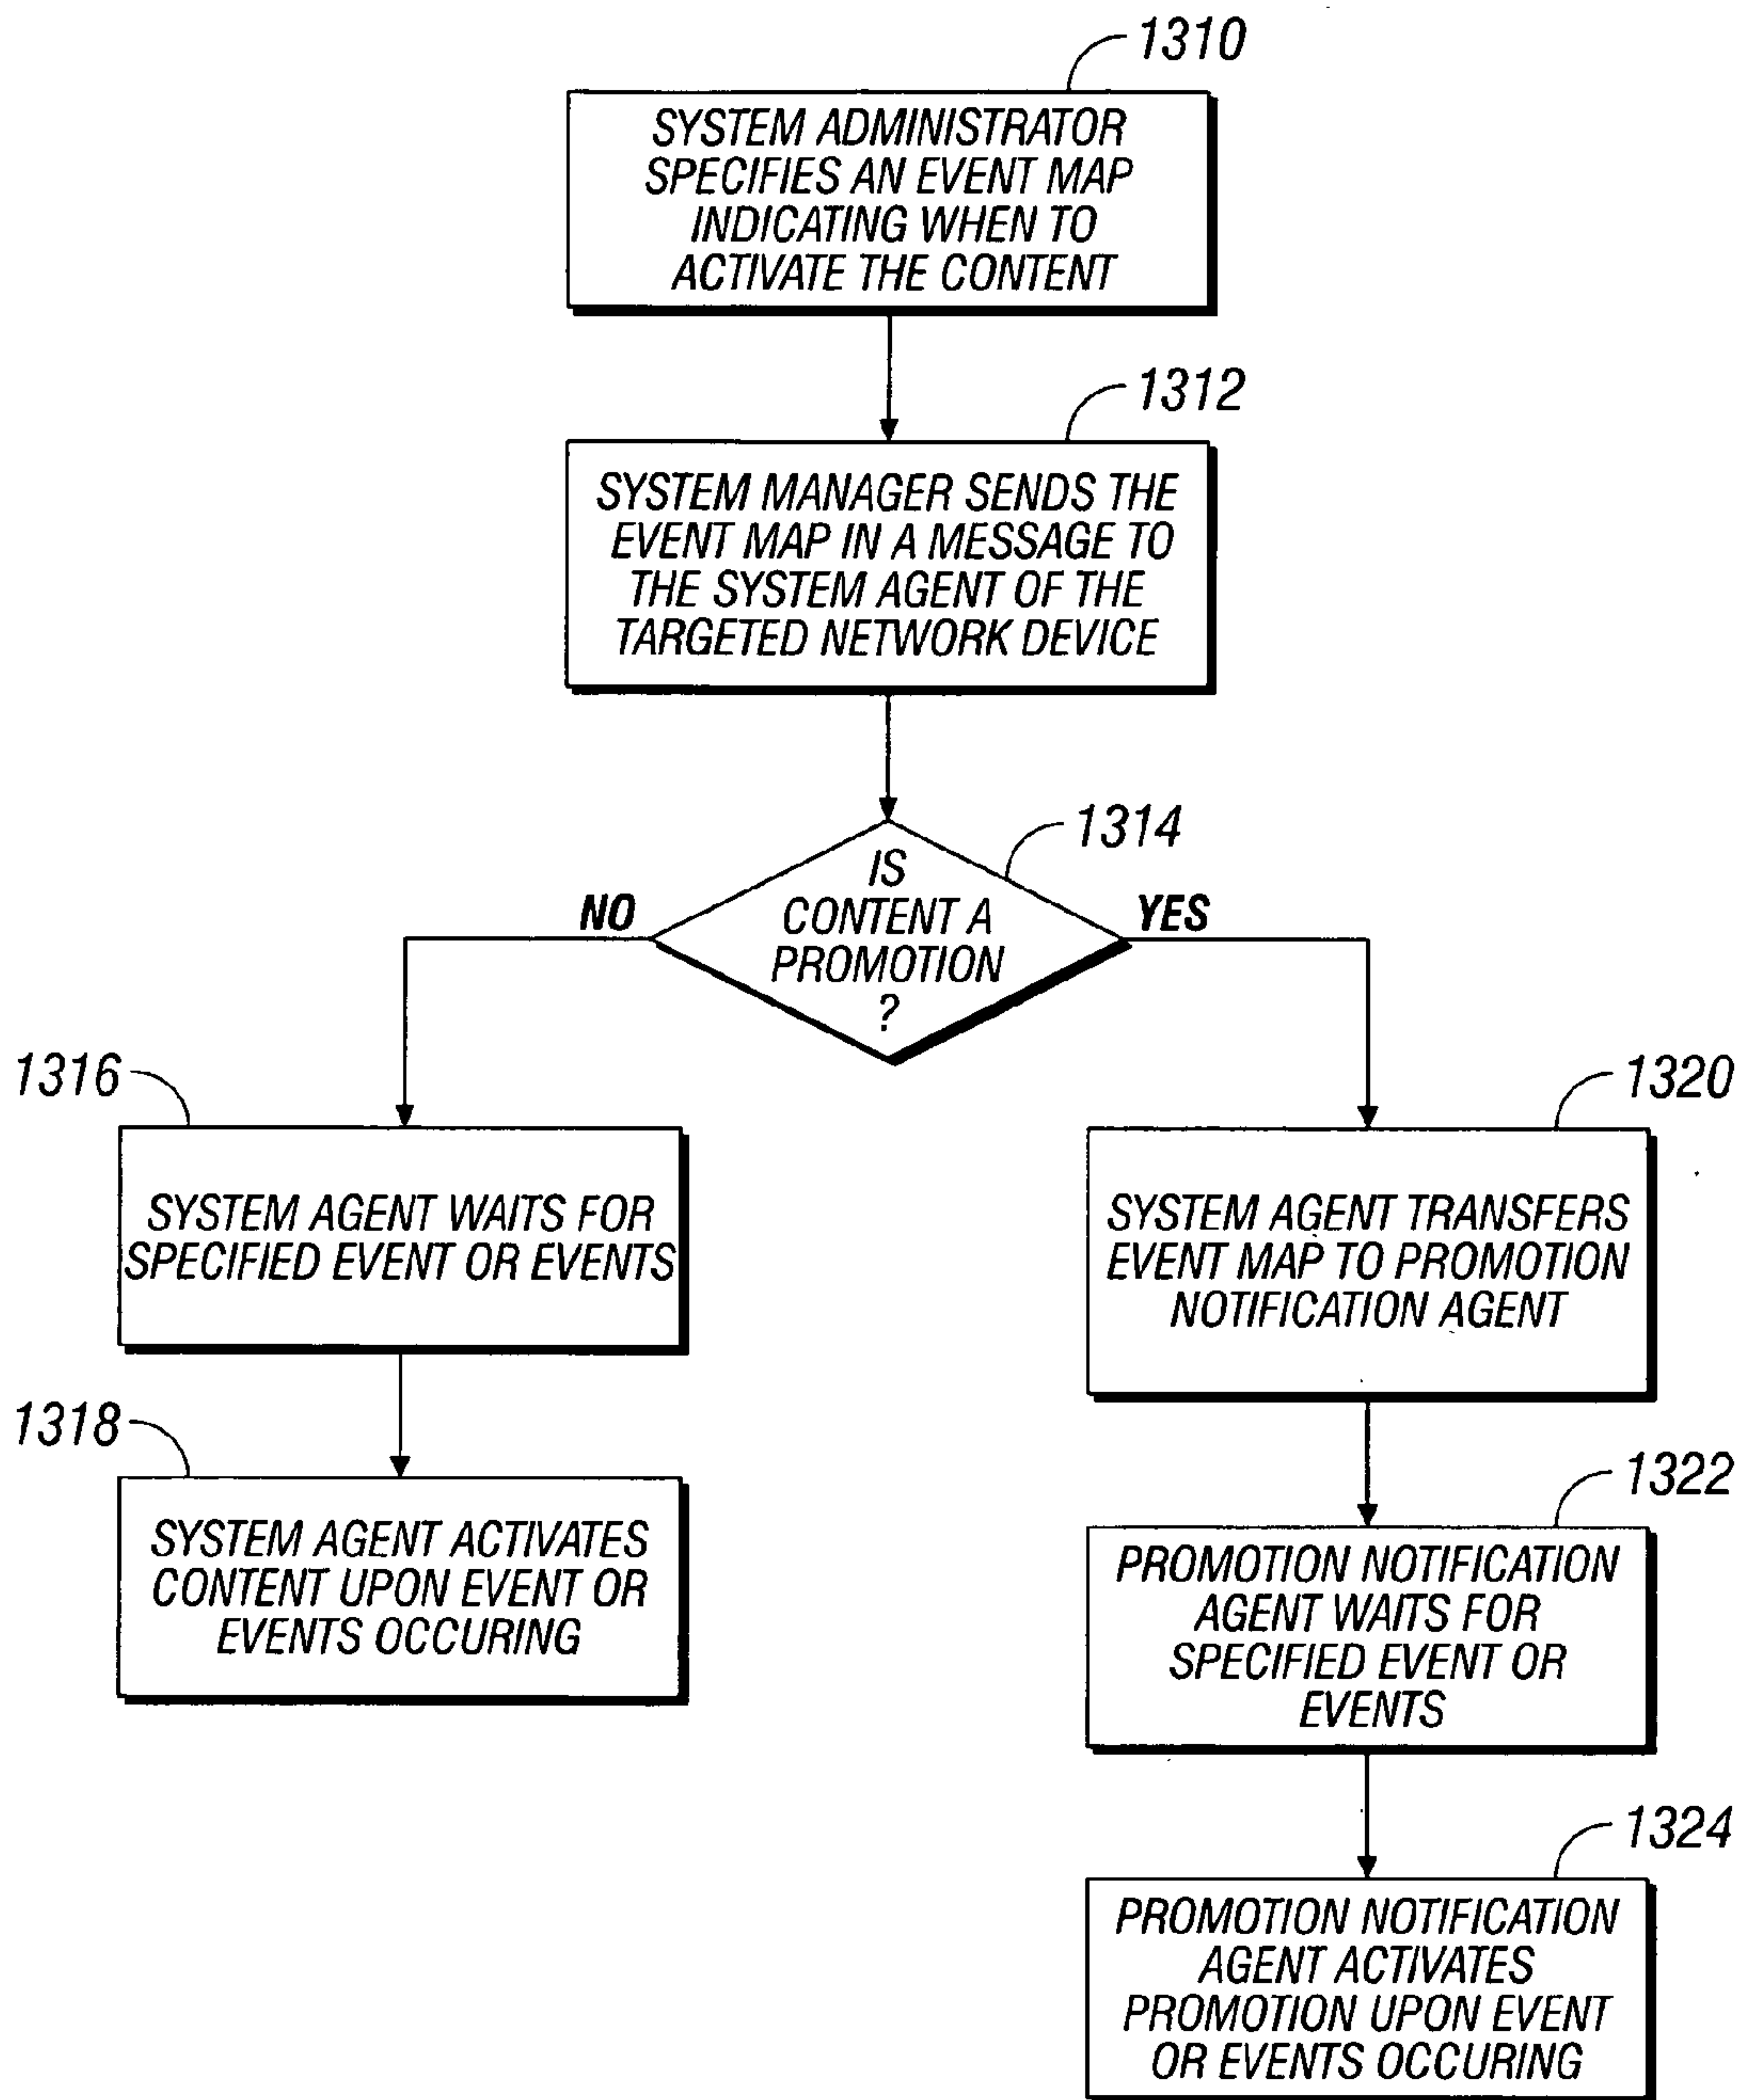 1310
SYSTEM ADMINISTRATOR
SPECIFIES AN EVENT MAP
INDICATING WHEN TO
ACTIVATE THE CONTENT
1312
SYSTEM MANAGER SENDS THE
EVENT MAP IN A MESSAGE TO
THE SYSTEM AGENT OF THE
TARGETED NETWORK DEVICE
1314
IS
CONTENT A
PROMOTION
?
NO
YES
1316
SYSTEM AGENT WAITS FOR
SPECIFIED EVENT OR EVENTS
1318
SYSTEM AGENT ACTIVATES
CONTENT UPON EVENT OR
EVENTS OCCURING
1320
SYSTEM AGENT TRANSFERS
EVENT MAP TO PROMOTION
NOTIFICATION AGENT
1322
PROMOTION NOTIFICATION
AGENT WAITS FOR
SPECIFIED EVENT OR
EVENTS
1324
PROMOTION NOTIFICATION
AGENT ACTIVATES
PROMOTION UPON EVENT
OR EVENTS OCCURING